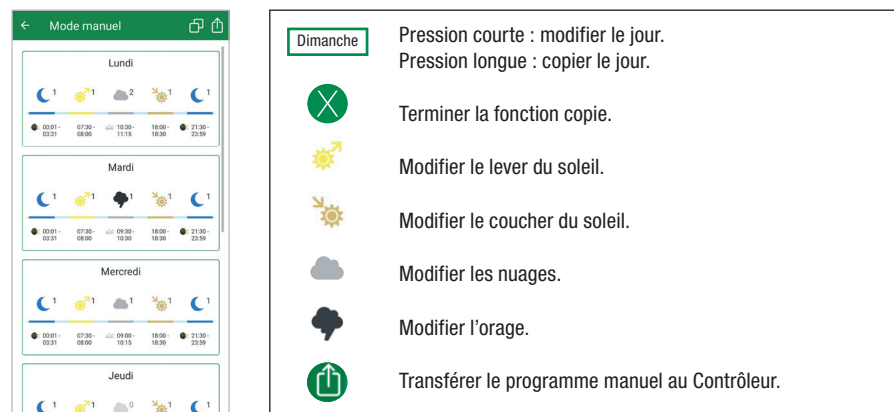 Mode manuel
Lundi
1 1 2 1 1
00:01 - 07:30 - 10:30 - 18:00 - 21:30 -
03:31 08:00 11:15 18:30 23:59
Mardi
1 1 1 1 1
00:01 - 07:30 - 09:30 - 18:00 - 21:30 -
03:31 08:00 10:30 18:30 23:59
Mercredi
1 1 1 1 1
00:01 - 07:30 - 09:00 - 18:00 - 21:30 -
03:31 08:00 10:15 18:30 23:59
Jeudi
1 1 0 1 1
Dimanche
Pression courte : modifier le jour.
Pression longue : copier le jour.
Terminer la fonction copie.
Modifier le lever du soleil.
Modifier le coucher du soleil.
Modifier les nuages.
Modifier l’orage.
Transférer le programme manuel au Contrôleur.